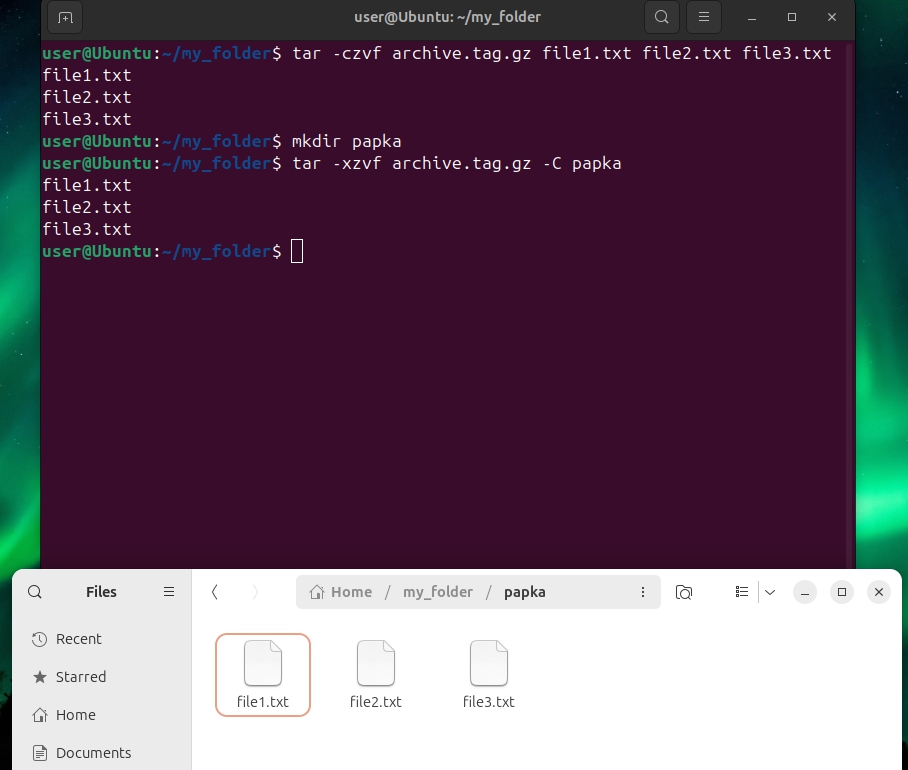 user@Ubuntu: ~/my_folder
user@Ubuntu:~/my_folder$ tar -czvf archive.tag.gz file1.txt file2.txt file3.txt
file1.txt
file2.txt
file3.txt
user@Ubuntu:~/my_folder$ mkdir papka
user@Ubuntu:~/my_folder$ tar -xzvf archive.tag.gz -C papka
file1.txt
file2.txt
file3.txt
user@Ubuntu:~/my_folder$
Files
Home / my_folder / papka
Recent
Starred
Home
Documents
file1.txt
file2.txt
file3.txt